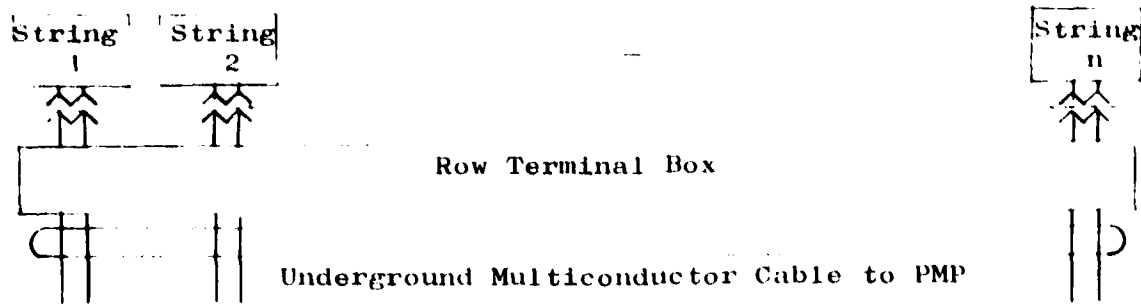 String String String
1 2 n
Row Terminal Box
Underground Multiconductor Cable to PMP